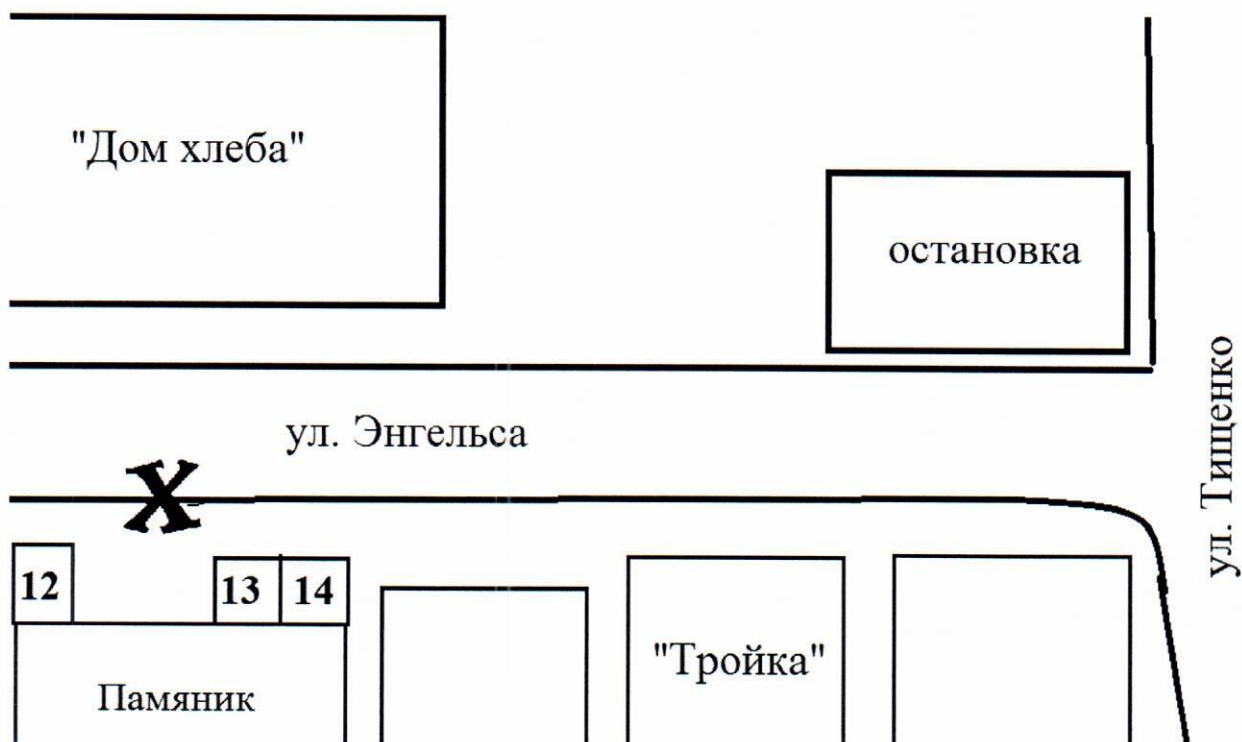 "Дом хлеба"
остановка
ул. Энгельса
ул. Тищенко
X
12
13
14
"Тройка"
Памяник